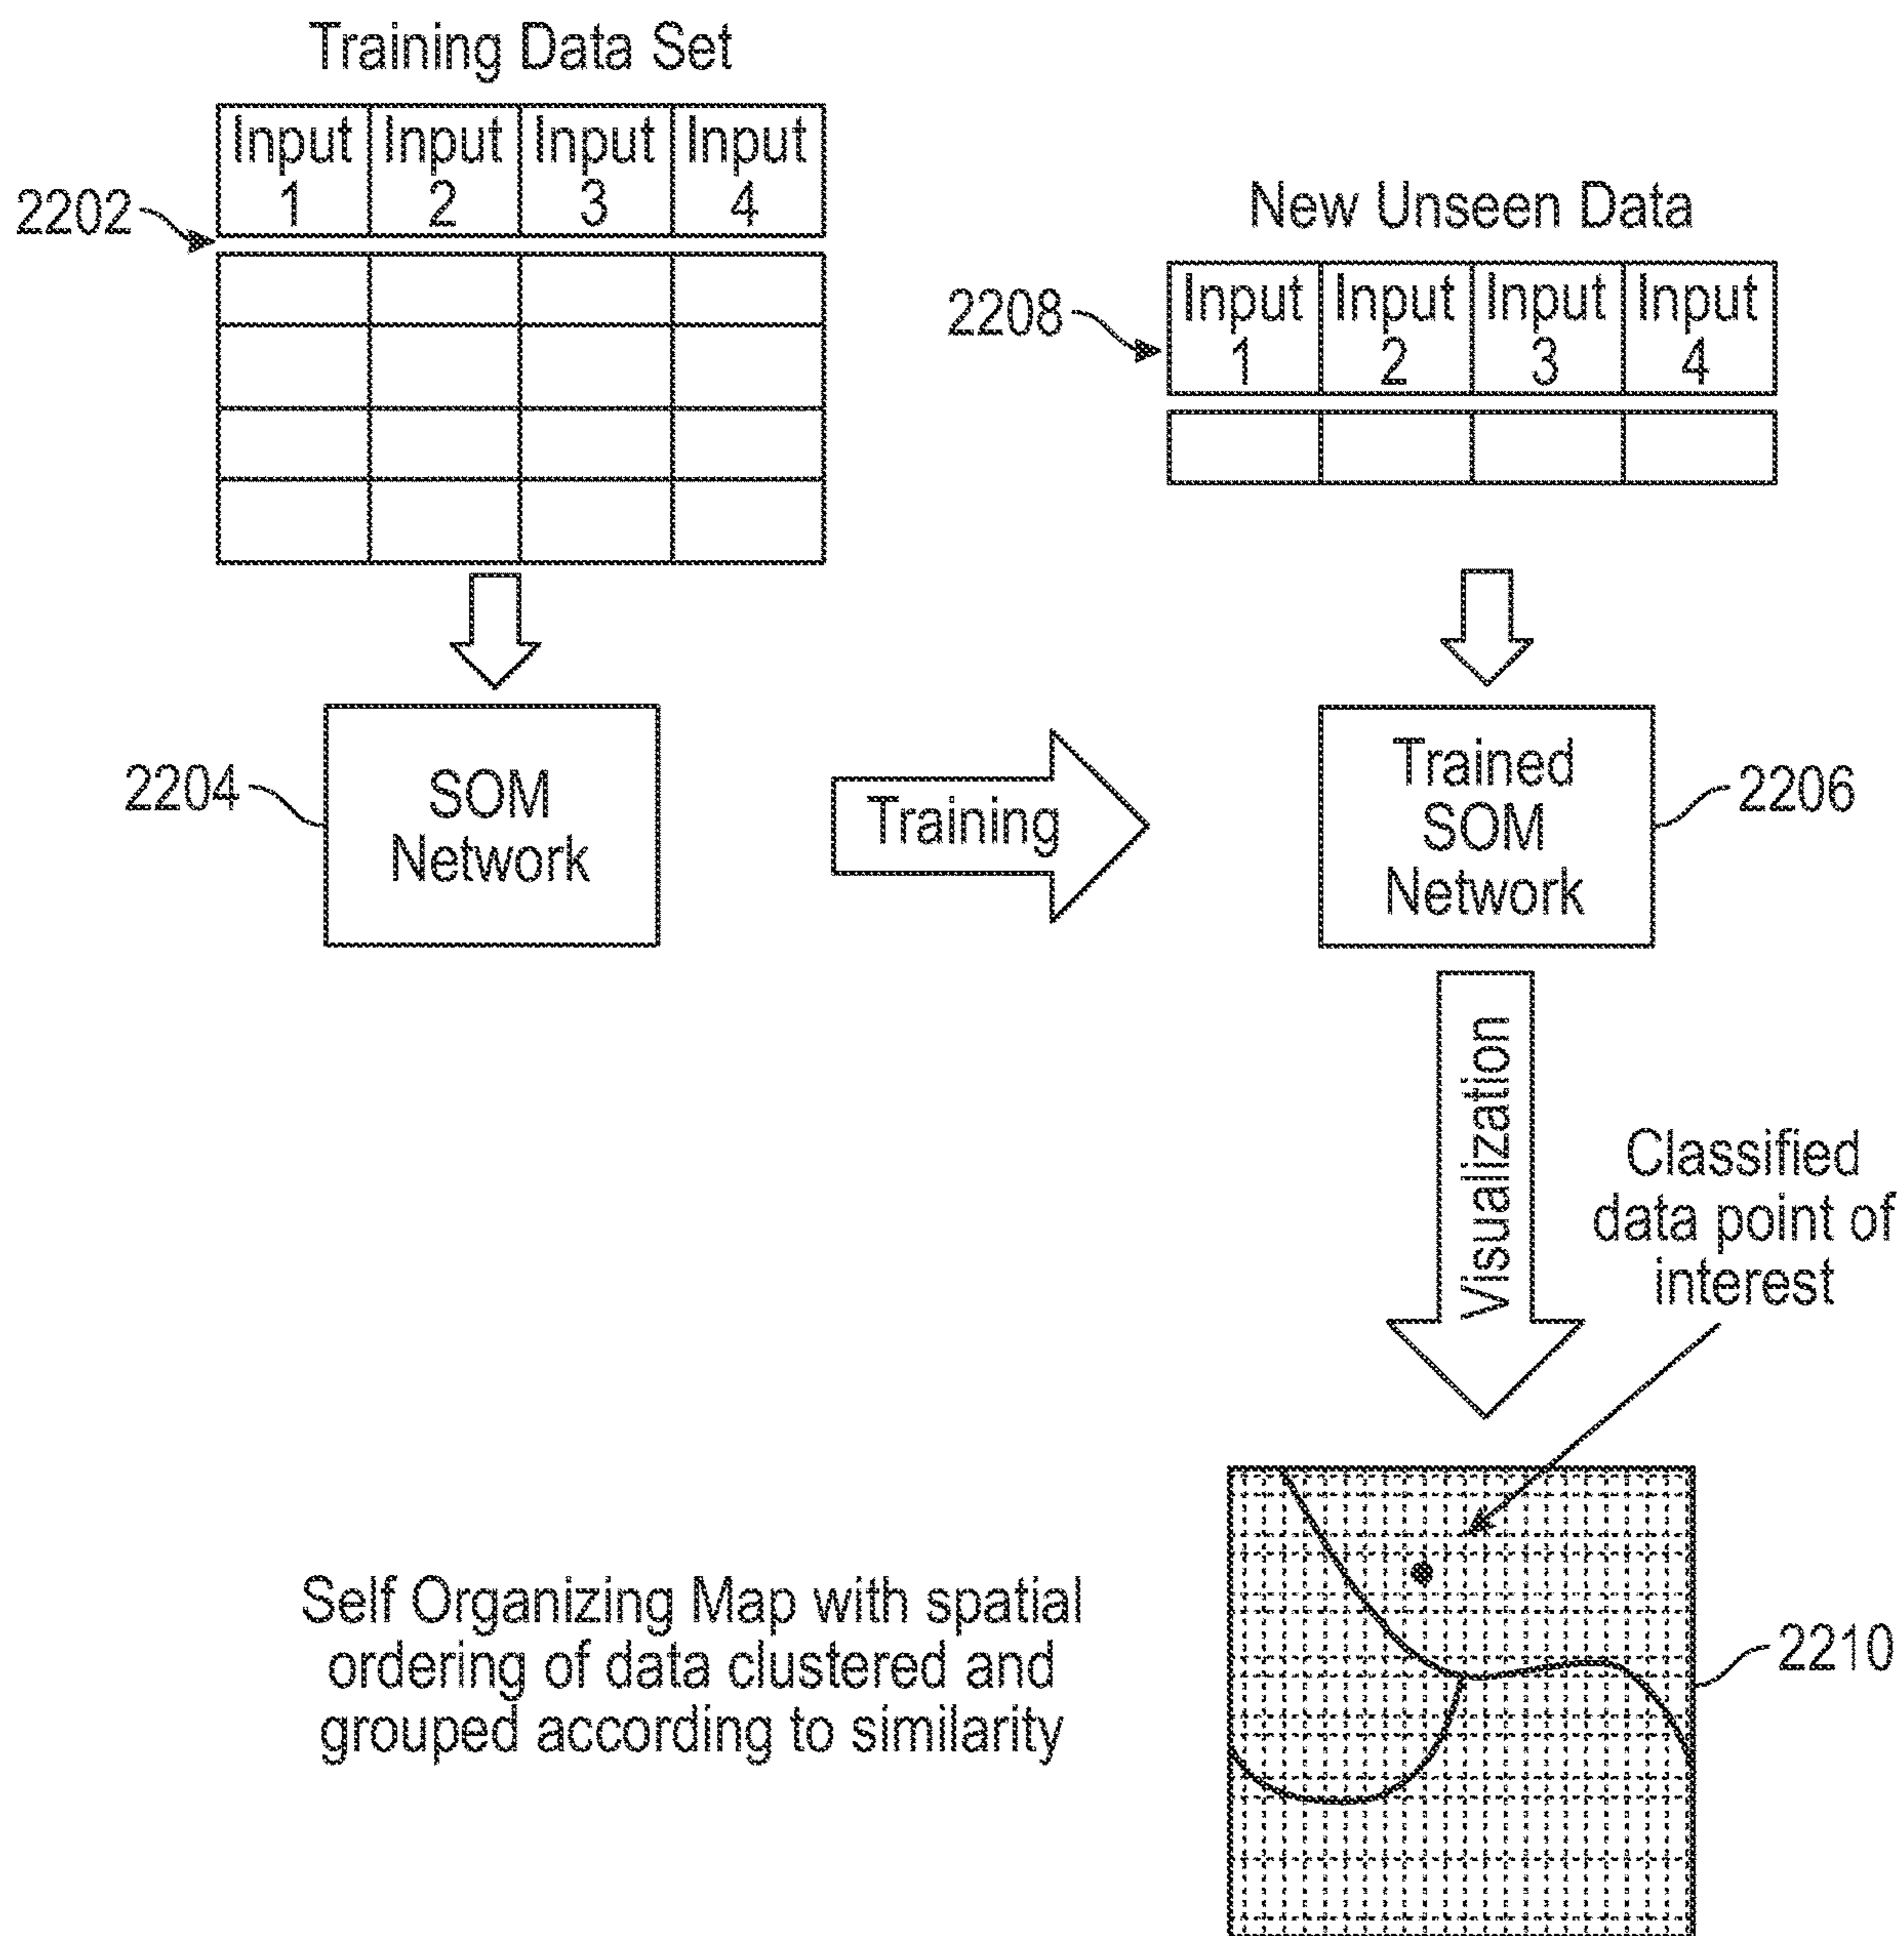 Training Data Set
Input Input Input Input
1 2 3 4
2202
New Unseen Data
Input Input Input Input
1 2 3 4
2208
2204
SOM
Network
Training
Trained
SOM
Network
2206
Visualization
Classified
data point of
interest
Self Organizing Map with spatial
ordering of data clustered and
grouped according to similarity
2210